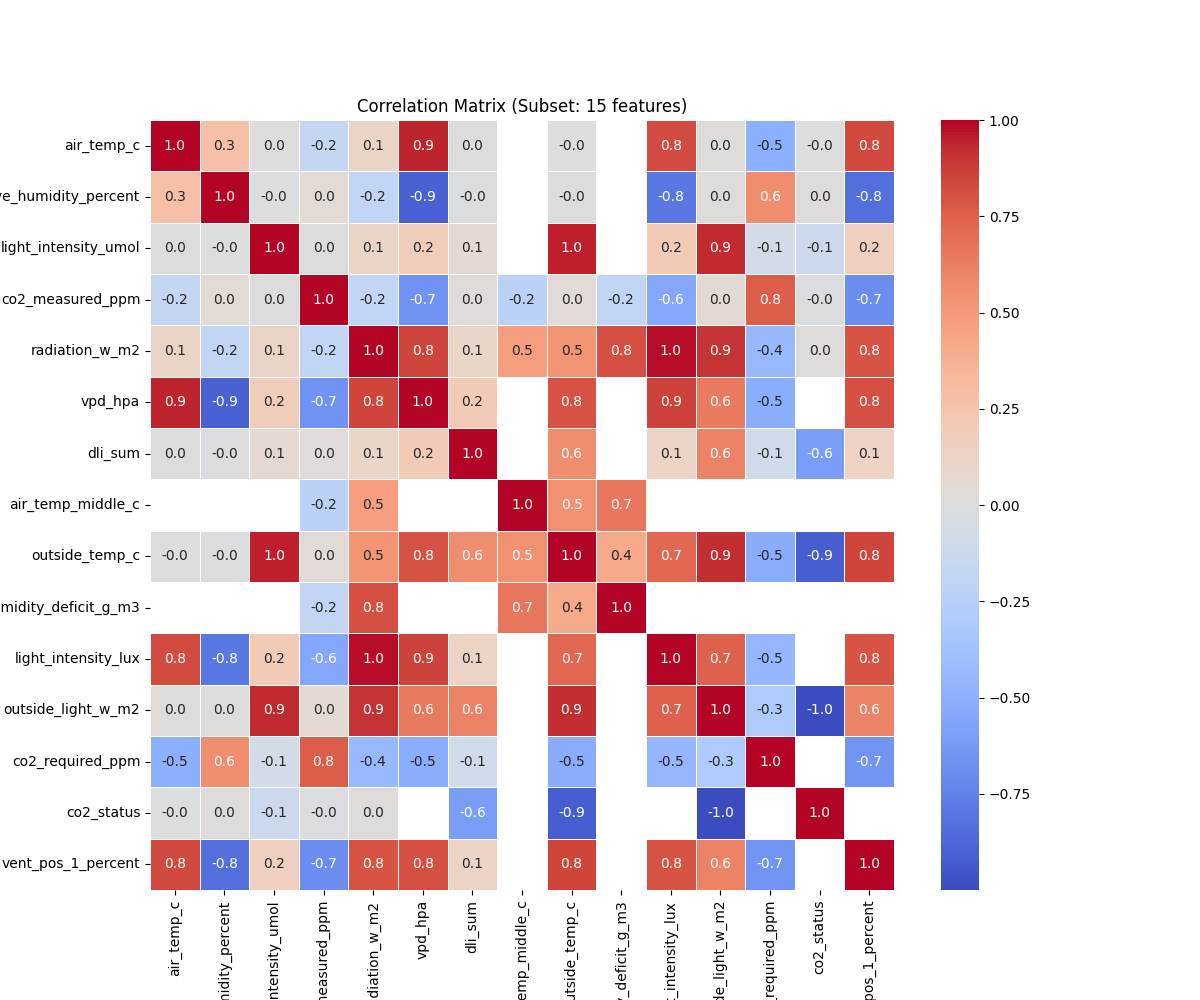 Correlation Matrix (Subset: 15 features)
air_temp_c 1.0 0.3 0.0 -0.2 0.1 0.9 0.0 -0.0 0.8 0.0 -0.5 -0.0 0.8
ve_humidity_percent 0.3 1.0 -0.0 0.0 -0.2 -0.9 -0.0 -0.0 -0.8 0.0 0.6 0.0 -0.8
light_intensity_umol 0.0 -0.0 1.0 0.0 0.1 0.2 0.1 1.0 0.2 0.9 -0.1 -0.1 0.2
co2_measured_ppm -0.2 0.0 0.0 1.0 -0.2 -0.7 0.0 -0.2 0.0 -0.2 -0.6 0.0 0.8 -0.0 -0.7
radiation_w_m2 0.1 -0.2 0.1 -0.2 1.0 0.8 0.1 0.5 0.5 0.8 1.0 0.9 -0.4 0.0 0.8
vpd_hpa 0.9 -0.9 0.2 -0.7 0.8 1.0 0.2 0.8 0.9 0.6 -0.5 0.8
dli_sum 0.0 -0.0 0.1 0.0 0.1 0.2 1.0 0.6 0.1 0.6 -0.1 -0.6 0.1
air_temp_middle_c -0.2 0.5 1.0 0.5 0.7
outside_temp_c -0.0 -0.0 1.0 0.0 0.5 0.8 0.6 0.5 1.0 0.4 0.7 0.9 -0.5 -0.9 0.8
midity_deficit_g_m3 -0.2 0.8 0.7 0.4 1.0
light_intensity_lux 0.8 -0.8 0.2 -0.6 1.0 0.9 0.1 0.7 1.0 0.7 -0.5 0.8
outside_light_w_m2 0.0 0.0 0.9 0.0 0.9 0.6 0.6 0.9 0.7 1.0 -0.3 -1.0 0.6
co2_required_ppm -0.5 0.6 -0.1 0.8 -0.4 -0.5 -0.1 -0.5 -0.5 -0.3 1.0 -0.7
co2_status -0.0 0.0 -0.1 -0.0 0.0 -0.6 -0.9 -1.0 1.0
vent_pos_1_percent 0.8 -0.8 0.2 -0.7 0.8 0.8 0.1 0.8 0.8 0.6 -0.7 1.0
air_temp_c
midity_percent
ntensity_umol
measured_ppm
diation_w_m2
vpd_hpa
dli_sum
emp_middle_c
utside_temp_c
y_deficit_g_m3
t_intensity_lux
de_light_w_m2
_required_ppm
co2_status
pos_1_percent
1.00
0.75
0.50
0.25
0.00
−0.25
−0.50
−0.75